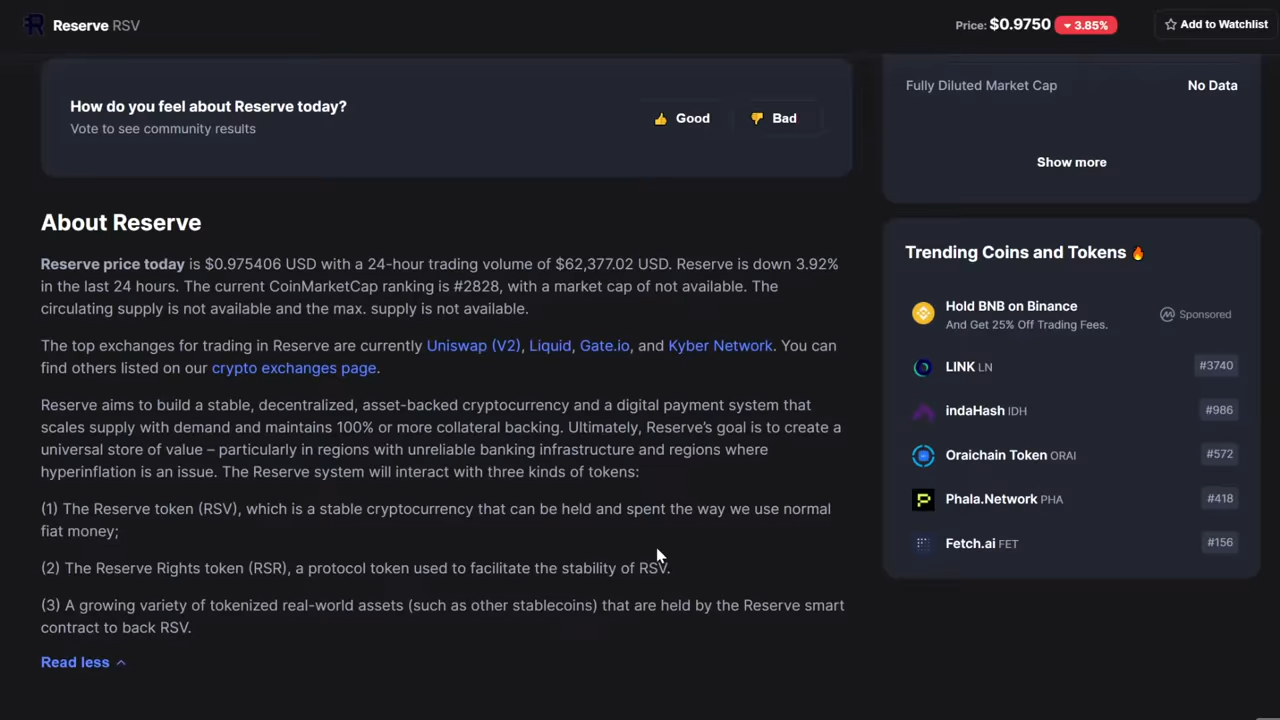 Reserve RSV
Price: $0.9750 3.85%
Add to Watchlist
How do you feel about Reserve today?
Vote to see community results
👍 Good
👎 Bad
About Reserve
Reserve price today is $0.975406 USD with a 24-hour trading volume of $62,377.02 USD. Reserve is down 3.92%
in the last 24 hours. The current CoinMarketCap ranking is #2828, with a market cap of not available. The
circulating supply is not available and the max. supply is not available.
The top exchanges for trading in Reserve are currently Uniswap (V2), Liquid, Gate.io, and Kyber Network. You can
find others listed on our crypto exchanges page.
Reserve aims to build a stable, decentralized, asset-backed cryptocurrency and a digital payment system that
scales supply with demand and maintains 100% or more collateral backing. Ultimately, Reserve's goal is to create a
universal store of value – particularly in regions with unreliable banking infrastructure and regions where
hyperinflation is an issue. The Reserve system will interact with three kinds of tokens:
(1) The Reserve token (RSV), which is a stable cryptocurrency that can be held and spent the way we use normal
fiat money;
(2) The Reserve Rights token (RSR), a protocol token used to facilitate the stability of RSV.
(3) A growing variety of tokenized real-world assets (such as other stablecoins) that are held by the Reserve smart
contract to back RSV.
Read less
Fully Diluted Market Cap
No Data
Show more
Trending Coins and Tokens 🔥
Hold BNB on Binance
And Get 25% Off Trading Fees.
Sponsored
LINK LN #3740
indaHash IDH #986
Oraichain Token ORAI #572
Phala.Network PHA #418
Fetch.ai FET #156